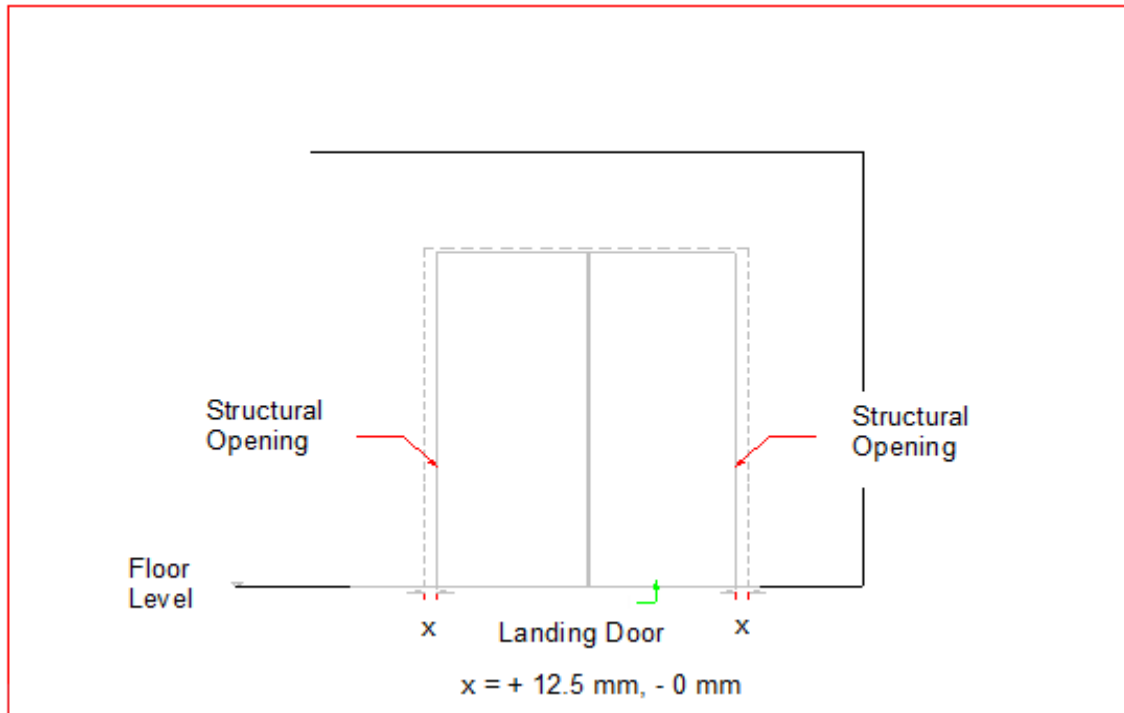 Structural
Opening
Structural
Opening
Floor
Level
x
Landing Door
x
x = + 12.5 mm, - 0 mm